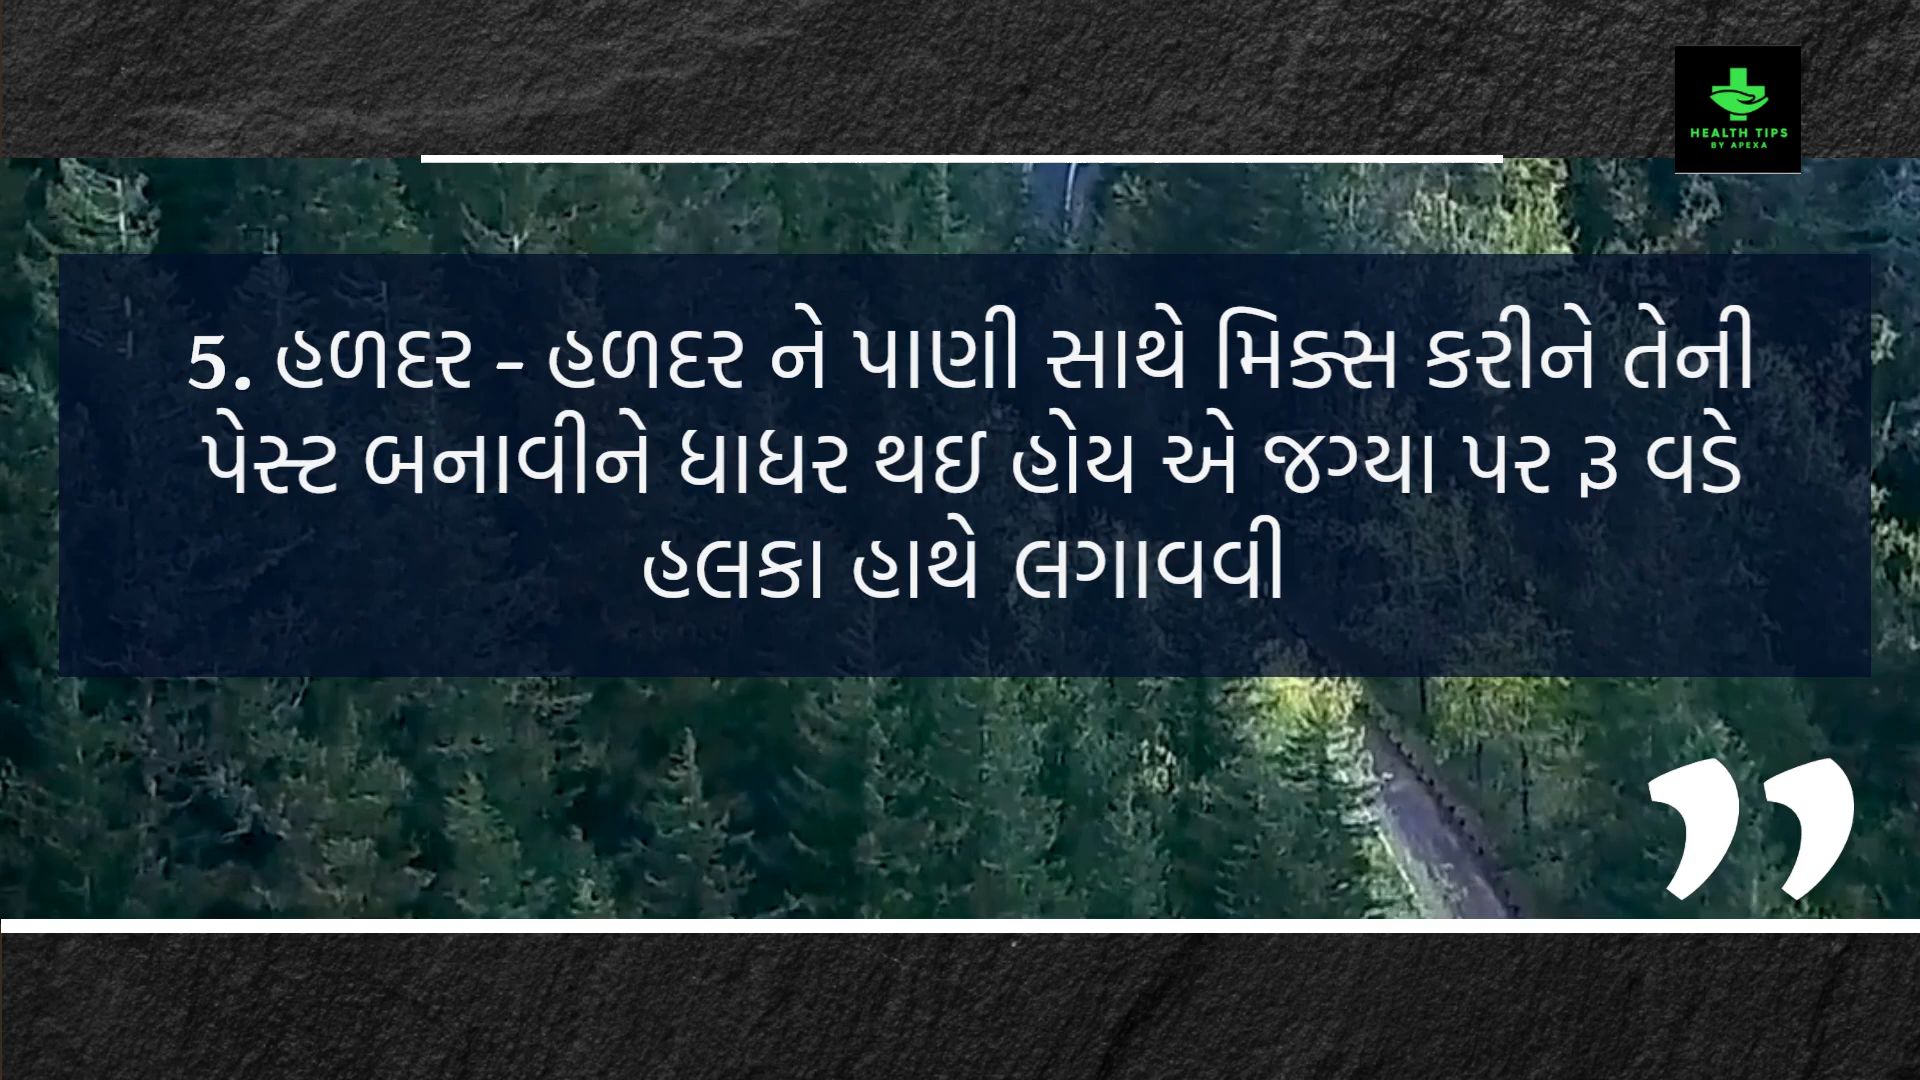 HEALTH TIPS
BY APEXA
5. હળદર - હળદર ને પાણી સાથે મિક્સ કરીને તેની
પેસ્ટ બનાવીને ધાધર થઇ હોય એ જગ્યા પર રૂ વડે
હલકા હાથે લગાવવી
”